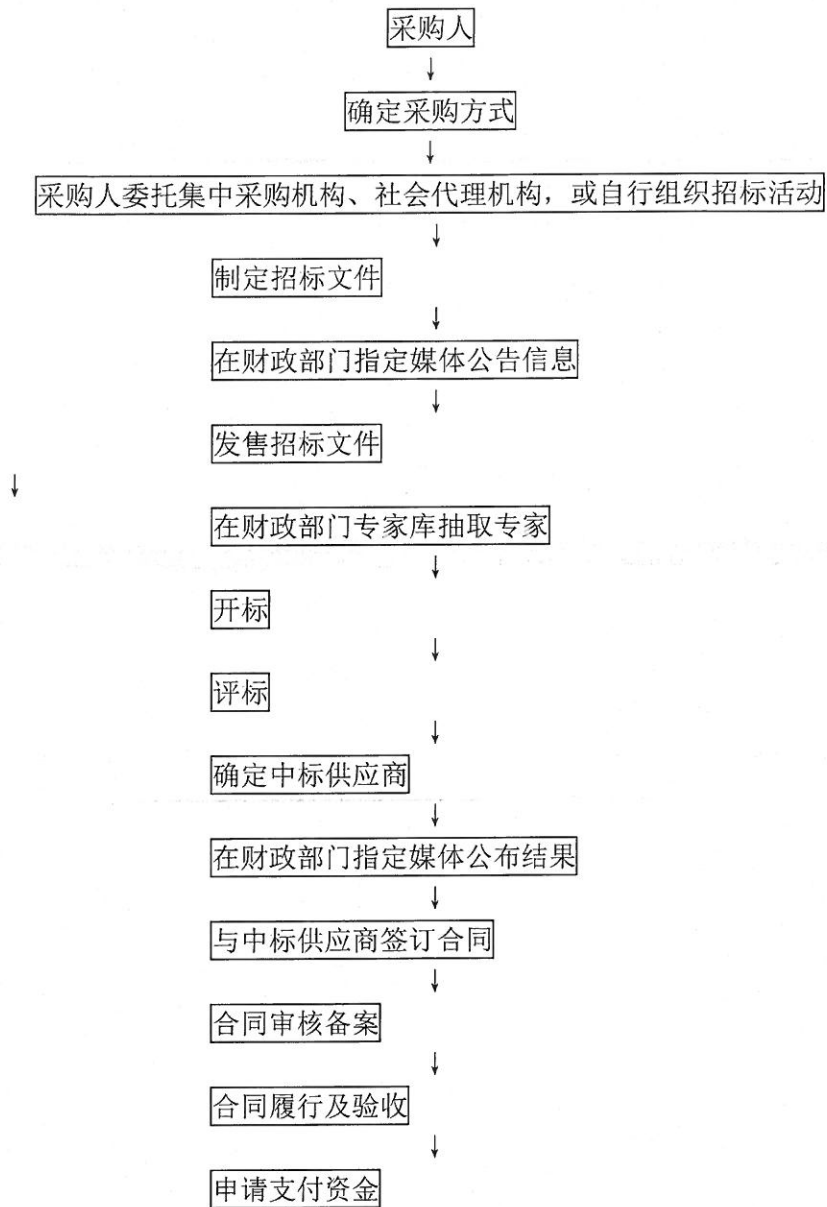 采购人
↓
确定采购方式
↓
采购人委托集中采购机构、社会代理机构，或自行组织招标活动
↓
制定招标文件
↓
在财政部门指定媒体公告信息
↓
发售招标文件
↓
在财政部门专家库抽取专家
↓
开标
↓
评标
↓
确定中标供应商
↓
在财政部门指定媒体公布结果
↓
与中标供应商签订合同
↓
合同审核备案
↓
合同履行及验收
↓
申请支付资金